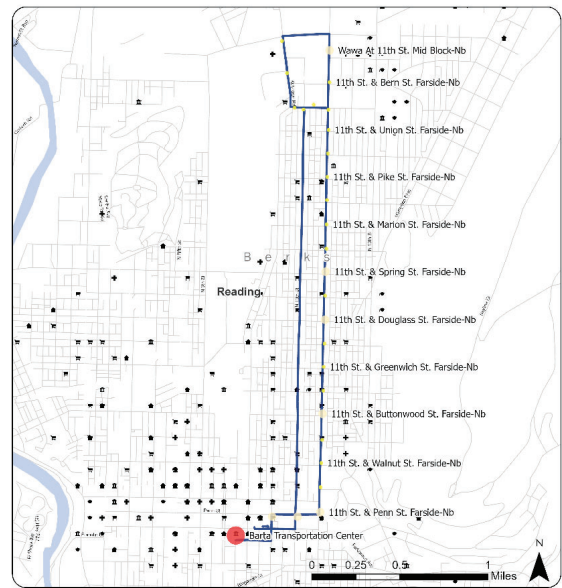 Wawa At 11th St. Mid Block-Nb
11th St. & Bern St. Farside-Nb
11th St. & Union St. Farside-Nb
11th St. & Pike St. Farside-Nb
11th St. & Marion St. Farside-Nb
Berks
11th St. & Spring St. Farside-Nb
Reading
11th St. & Douglass St. Farside-Nb
11th St. & Greenwich St. Farside-Nb
11th St. & Buttonwood St. Farside-Nb
11th St. & Walnut St. Farside-Nb
Penn St
11th St. & Penn St. Farside-Nb
Barta Transportation Center
N
0 0.25 0.5 1
Miles